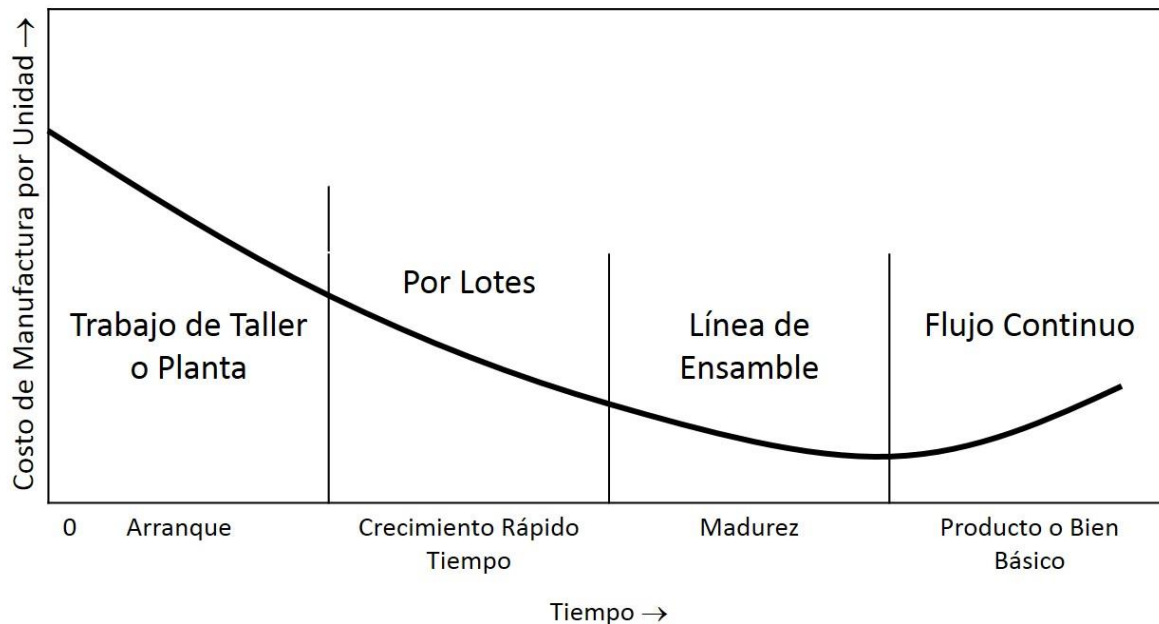 Costo de Manufactura por Unidad →
Por Lotes
Trabajo de Taller
o Planta
Línea de
Ensamble
Flujo Continuo
0
Arranque
Crecimiento Rápido
Tiempo
Madurez
Producto o Bien
Básico
Tiempo →